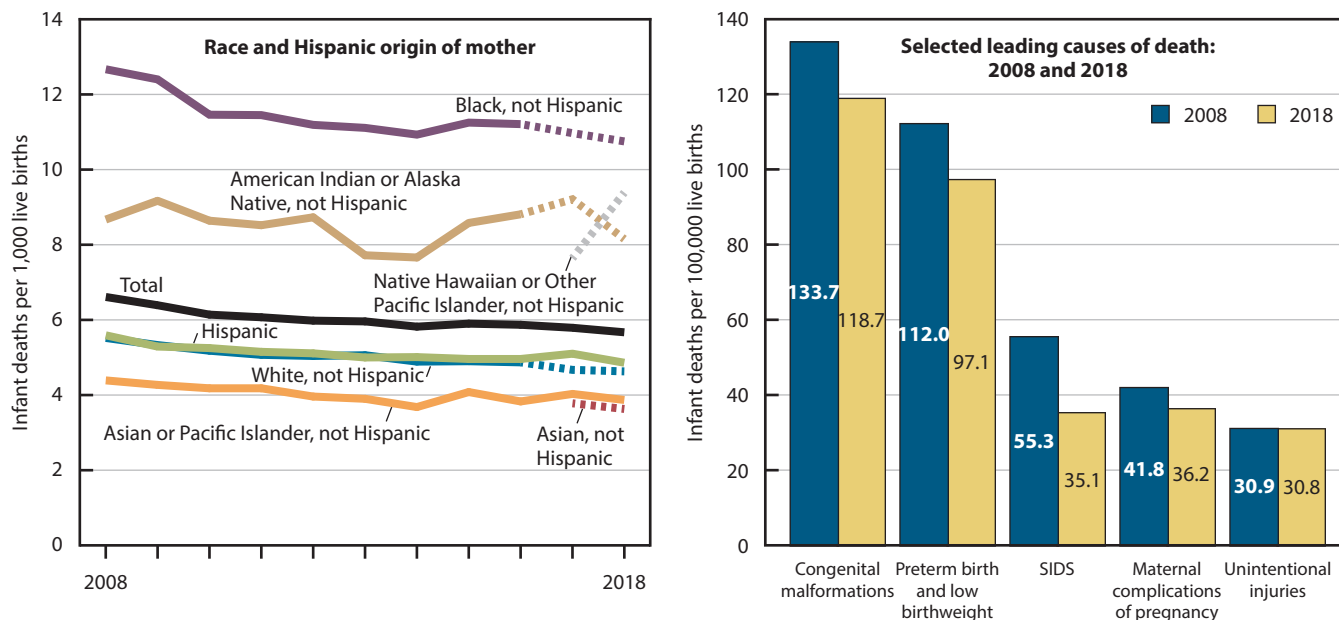 Infant deaths per 1,000 live births
14
12
10
8
6
4
2
0
Race and Hispanic origin of mother
Black, not Hispanic
American Indian or Alaska
Native, not Hispanic
Native Hawaiian or Other
Pacific Islander, not Hispanic
Total
Hispanic
White, not Hispanic
Asian or Pacific Islander, not Hispanic
Asian, not
Hispanic
2008
2018
Infant deaths per 100,000 live births
140
120
100
80
60
40
20
0
Selected leading causes of death:
2008 and 2018
2008
2018
133.7
118.7
112.0
97.1
55.3
35.1
41.8
36.2
30.9
30.8
Congenital
malformations
Preterm birth
and low
birthweight
SIDS
Maternal
complications
of pregnancy
Unintentional
injuries